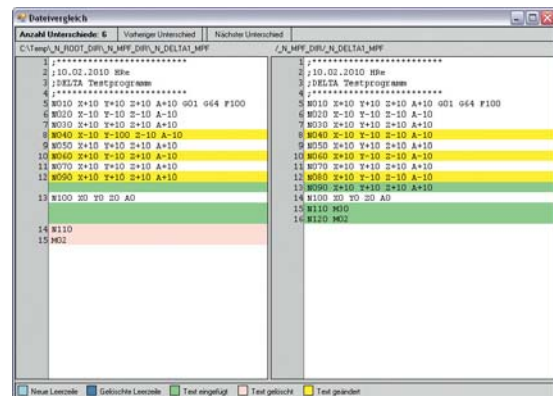 Dateivergleich
Anzahl Unterschiede: 6 Vorheriger Unterschied Nächster Unterschied
C:\Temp\_N_ROOT_DIR\_N_MPF_DIR\_N_DELTA1_MPF
1 ;************************
2 ;10.02.2010 HRe
3 ;DELTA Testprogramm
4 ;************************
5 N010 X+10 Y+10 Z+10 A+10 G01 G64 F100
6 N020 X-10 Y-10 Z-10 A-10
7 N030 X+10 Y+10 Z+10 A+10
8 N040 X-10 Y-100 Z-10 A-10
9 N050 X+10 Y+10 Z+10 A+10
10 N060 X+10 Y-10 Z-10 A-10
11 N070 X+10 Y+10 Z+10 A+10
12 N090 X+10 Y+10 Z+10 A+10
13 N100 X0 Y0 Z0 A0
14 N110
15 M02
/_N_MPF_DIR/_N_DELTA1_MPF
1 ;************************
2 ;10.02.2010 HRe
3 ;DELTA Testprogramm
4 ;************************
5 N010 X+10 Y+10 Z+10 A+10 G01 G64 F100
6 N020 X-10 Y-10 Z-10 A-10
7 N030 X+10 Y+10 Z+10 A+10
8 N040 X-10 Y-10 Z-10 A-10
9 N050 X+10 Y+10 Z+10 A+10
10 N060 X-10 Y-10 Z-10 A-10
11 N070 X+10 Y+10 Z+10 A+10
12 N080 X+10 Y-10 Z-10 A-10
13 N090 X+10 Y+10 Z+10 A+10
14 N100 X0 Y0 Z0 A0
15 N110 M30
16 N120 M02
Neue Leerzeile Gelöschte Leerzeile Text eingefügt Text gelöscht Text geändert